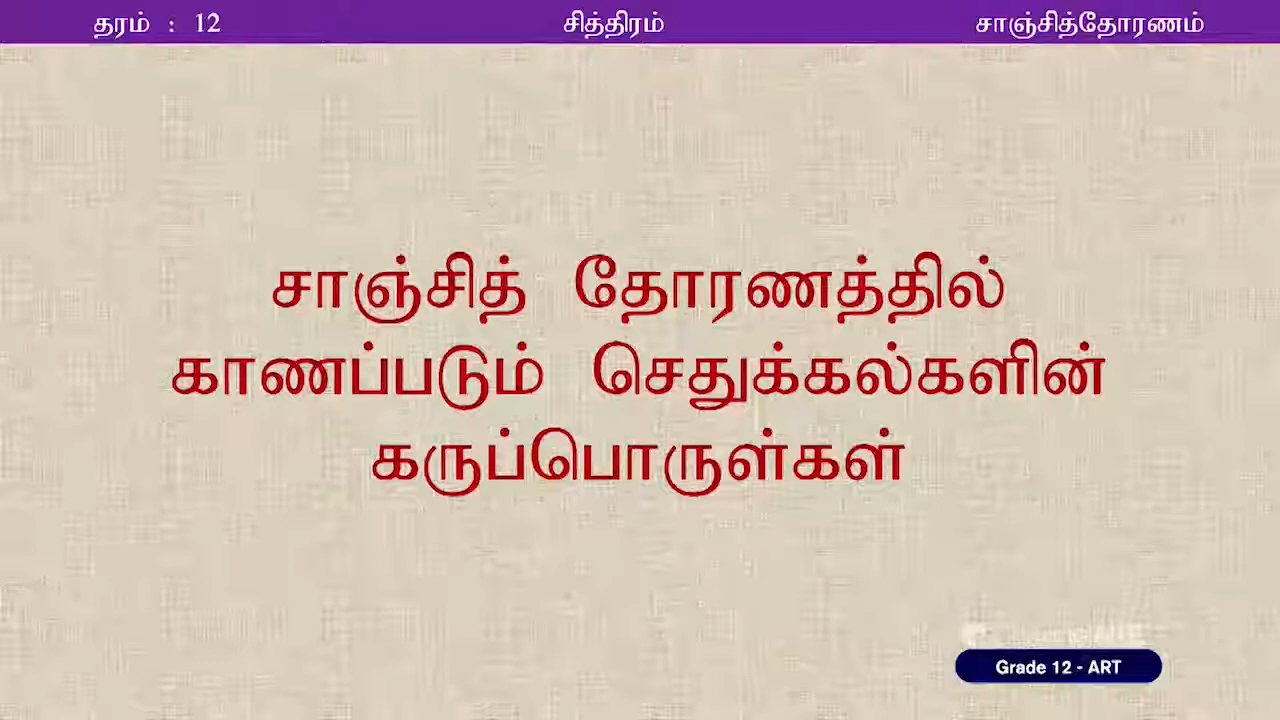 தரம் : 12 சித்திரம் சாஞ்சித்தோரணம்
சாஞ்சித் தோரணத்தில்
காணப்படும் செதுக்கல்களின்
கருப்பொருள்கள்
Grade 12 - ART